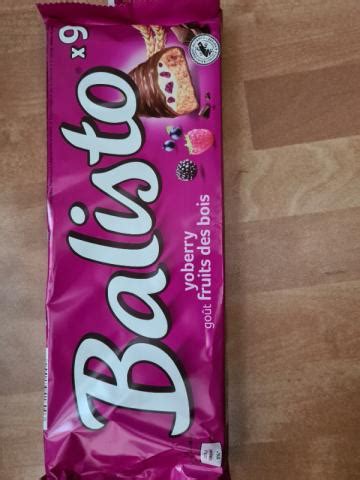 Balisto
x9
yoberry
goût fruits des bois